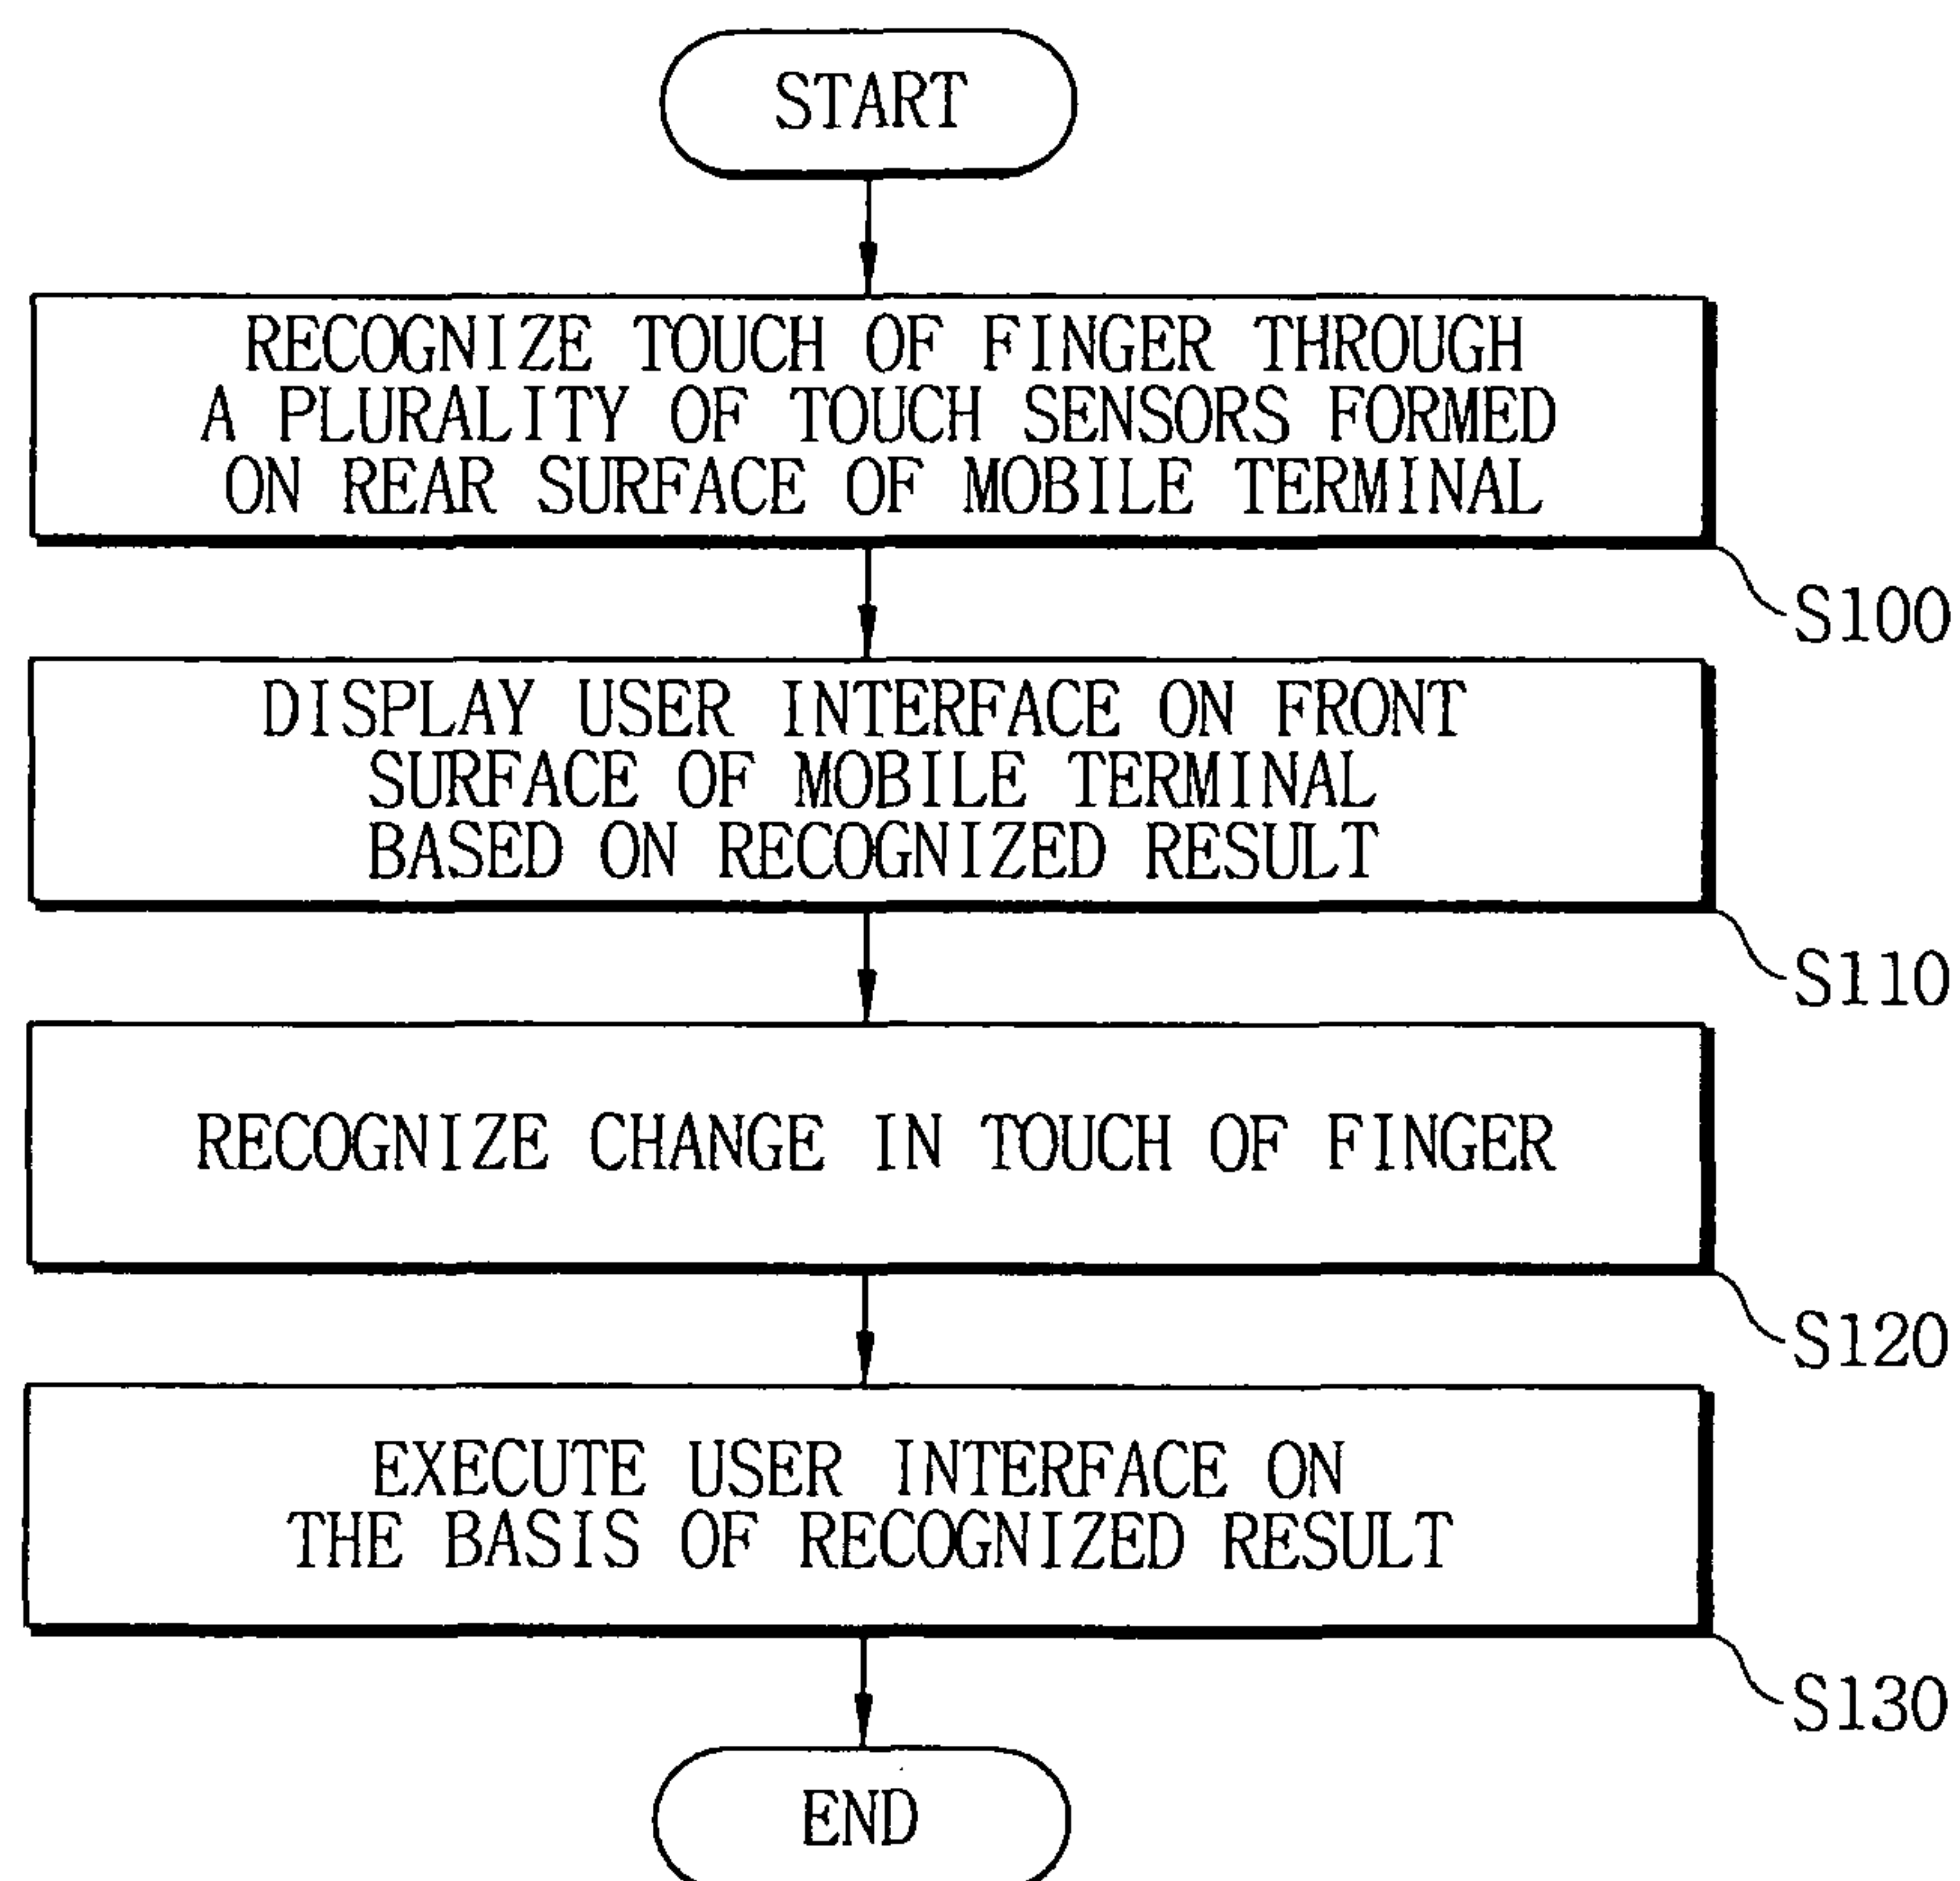 START
RECOGNIZE TOUCH OF FINGER THROUGH
A PLURALITY OF TOUCH SENSORS FORMED
ON REAR SURFACE OF MOBILE TERMINAL
S100
DISPLAY USER INTERFACE ON FRONT
SURFACE OF MOBILE TERMINAL
BASED ON RECOGNIZED RESULT
S110
RECOGNIZE CHANGE IN TOUCH OF FINGER
S120
EXECUTE USER INTERFACE ON
THE BASIS OF RECOGNIZED RESULT
S130
END